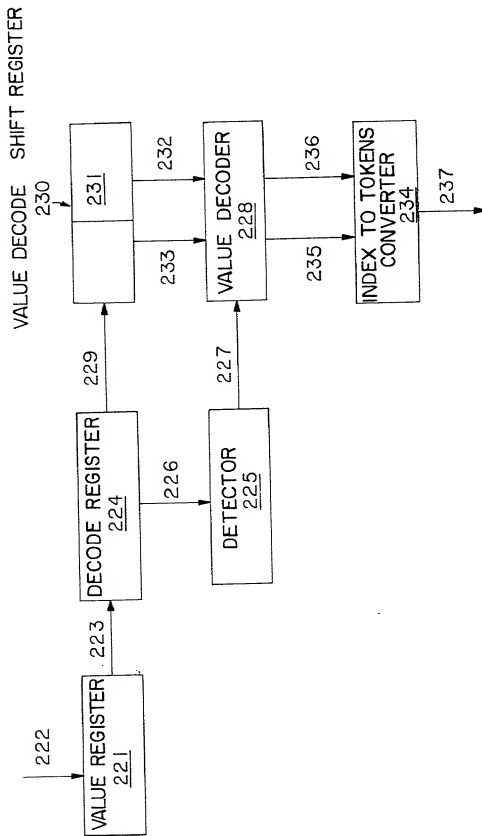 VALUE DECODE SHIFT REGISTER
230
231
222
VALUE REGISTER
221
223
DECODE REGISTER
224
229
226
DETECTOR
225
227
233
232
VALUE DECODER
228
235
236
INDEX TO TOKENS
CONVERTER
234
237